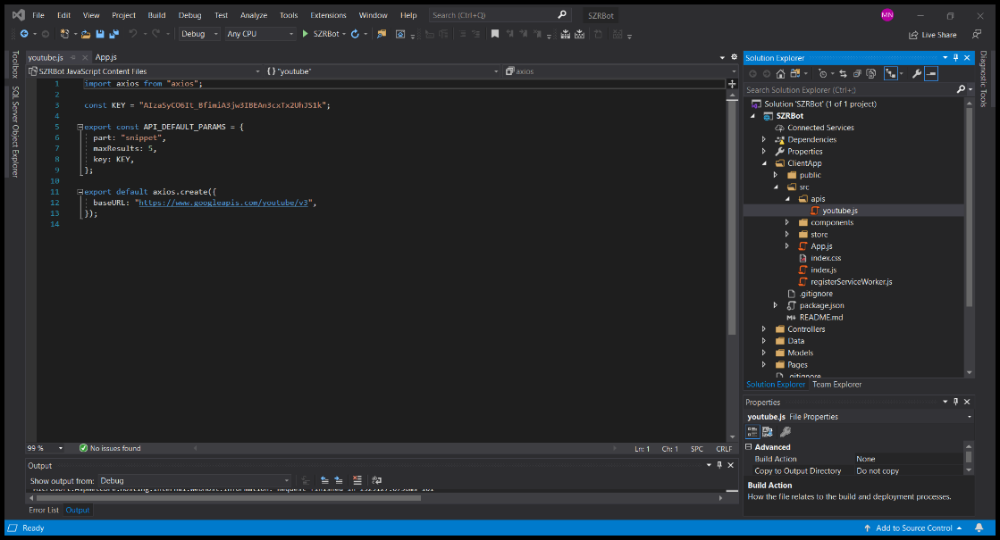 File Edit View Project Build Debug Test Analyze Tools Extensions Window Help Search (Ctrl+Q) SZRBot MN
Debug Any CPU SZRBot Live Share
youtube.js App.js
SZRBot JavaScript Content Files {} "youtube" axios
1 import axios from "axios";
2
3 const KEY = "AIzaSyCO6It_BfimiA3jw3IBEAn3cxTx2UhJS1k";
4
5 export const API_DEFAULT_PARAMS = {
6 part: "snippet",
7 maxResults: 5,
8 key: KEY,
9 };
10
11 export default axios.create({
12 baseURL: "https://www.googleapis.com/youtube/v3",
13 });
14
99 % No issues found Ln: 1 Ch: 1 SPC CRLF
Output
Show output from: Debug
Error List Output
Ready Add to Source Control
Toolbox
SQL Server Object Explorer
Solution Explorer
Search Solution Explorer (Ctrl+;)
Solution 'SZRBot' (1 of 1 project)
SZRBot
Connected Services
Dependencies
Properties
ClientApp
public
src
apis
youtube.js
components
store
App.js
index.css
index.js
registerServiceWorker.js
.gitignore
package.json
README.md
Controllers
Data
Models
Pages
.gitignore
Solution Explorer Team Explorer
Properties
youtube.js File Properties
Advanced
Build Action None
Copy to Output Directory Do not copy
Build Action
How the file relates to the build and deployment processes.
Diagnostic Tools